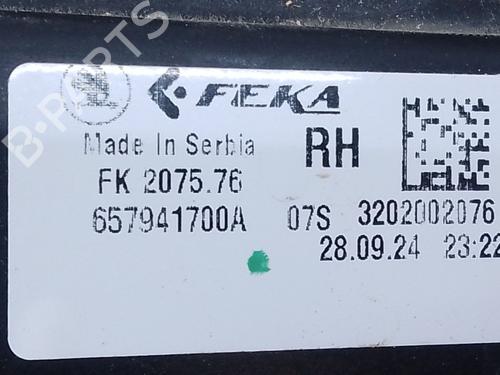 FEKA
Made In Serbia
RH
FK 2075.76
657941700A
07S 3202002076
28.09.24 23:22
B-PARTS